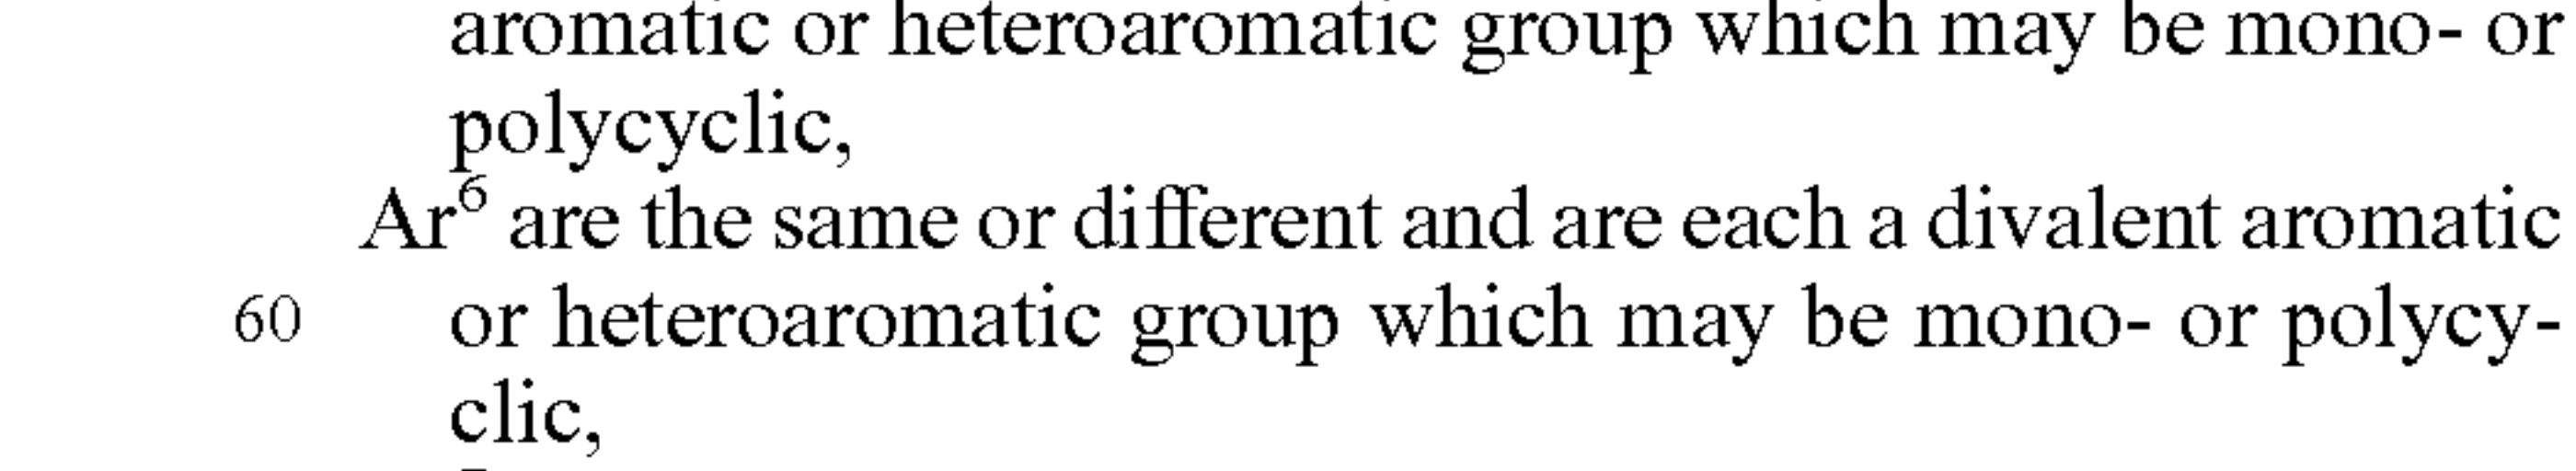 aromatic or heteroaromatic group which may be mono- or
polycyclic,
Ar⁶ are the same or different and are each a divalent aromatic
60 or heteroaromatic group which may be mono- or polycy-
clic,